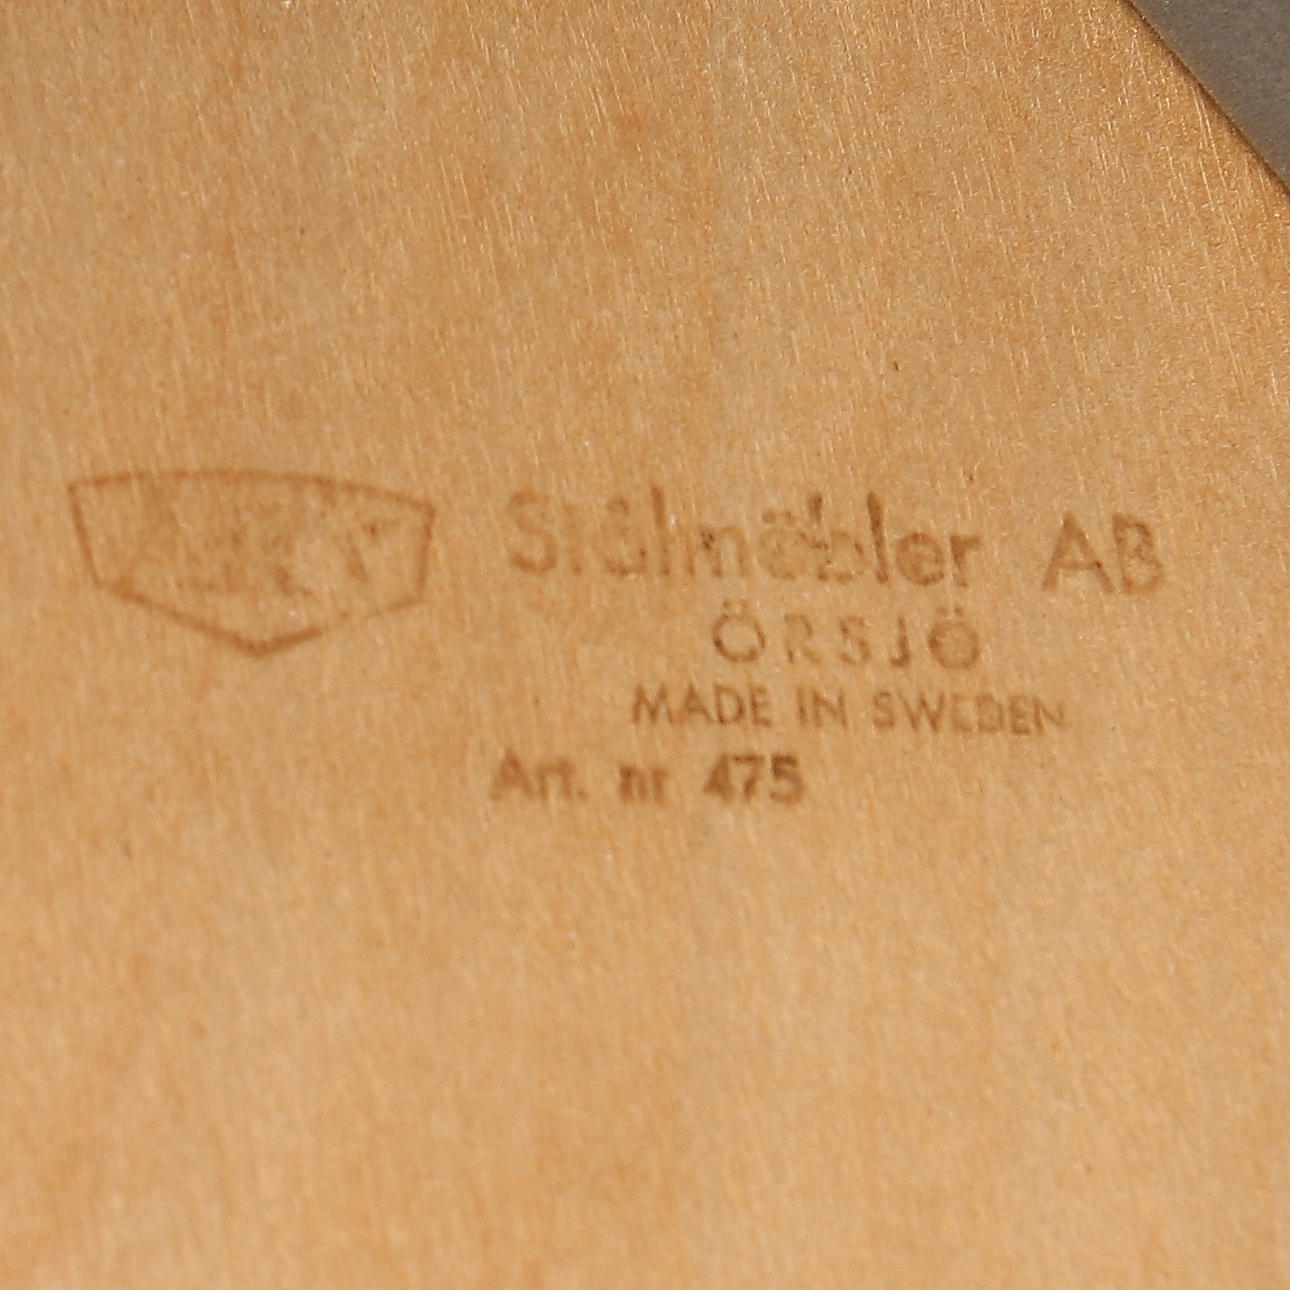 Stålmöbler AB
ÖRSJÖ
MADE IN SWEDEN
Art. nr 475